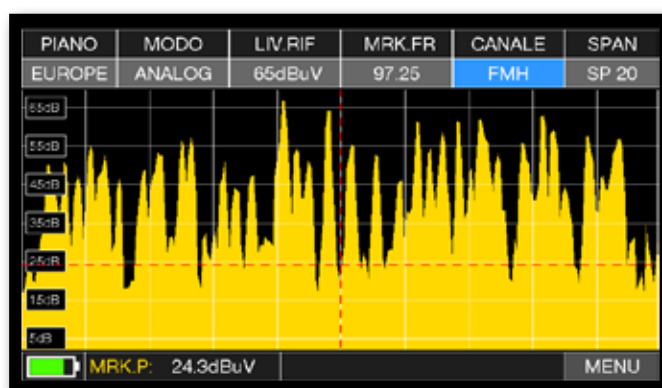 PIANO MODO LIV.RIF MRK.FR CANALE SPAN
EUROPE ANALOG 65dBuV 97.25 FMH SP 20
65dB
55dB
45dB
35dB
25dB
15dB
5dB
MRK.P: 24.3dBuV MENU